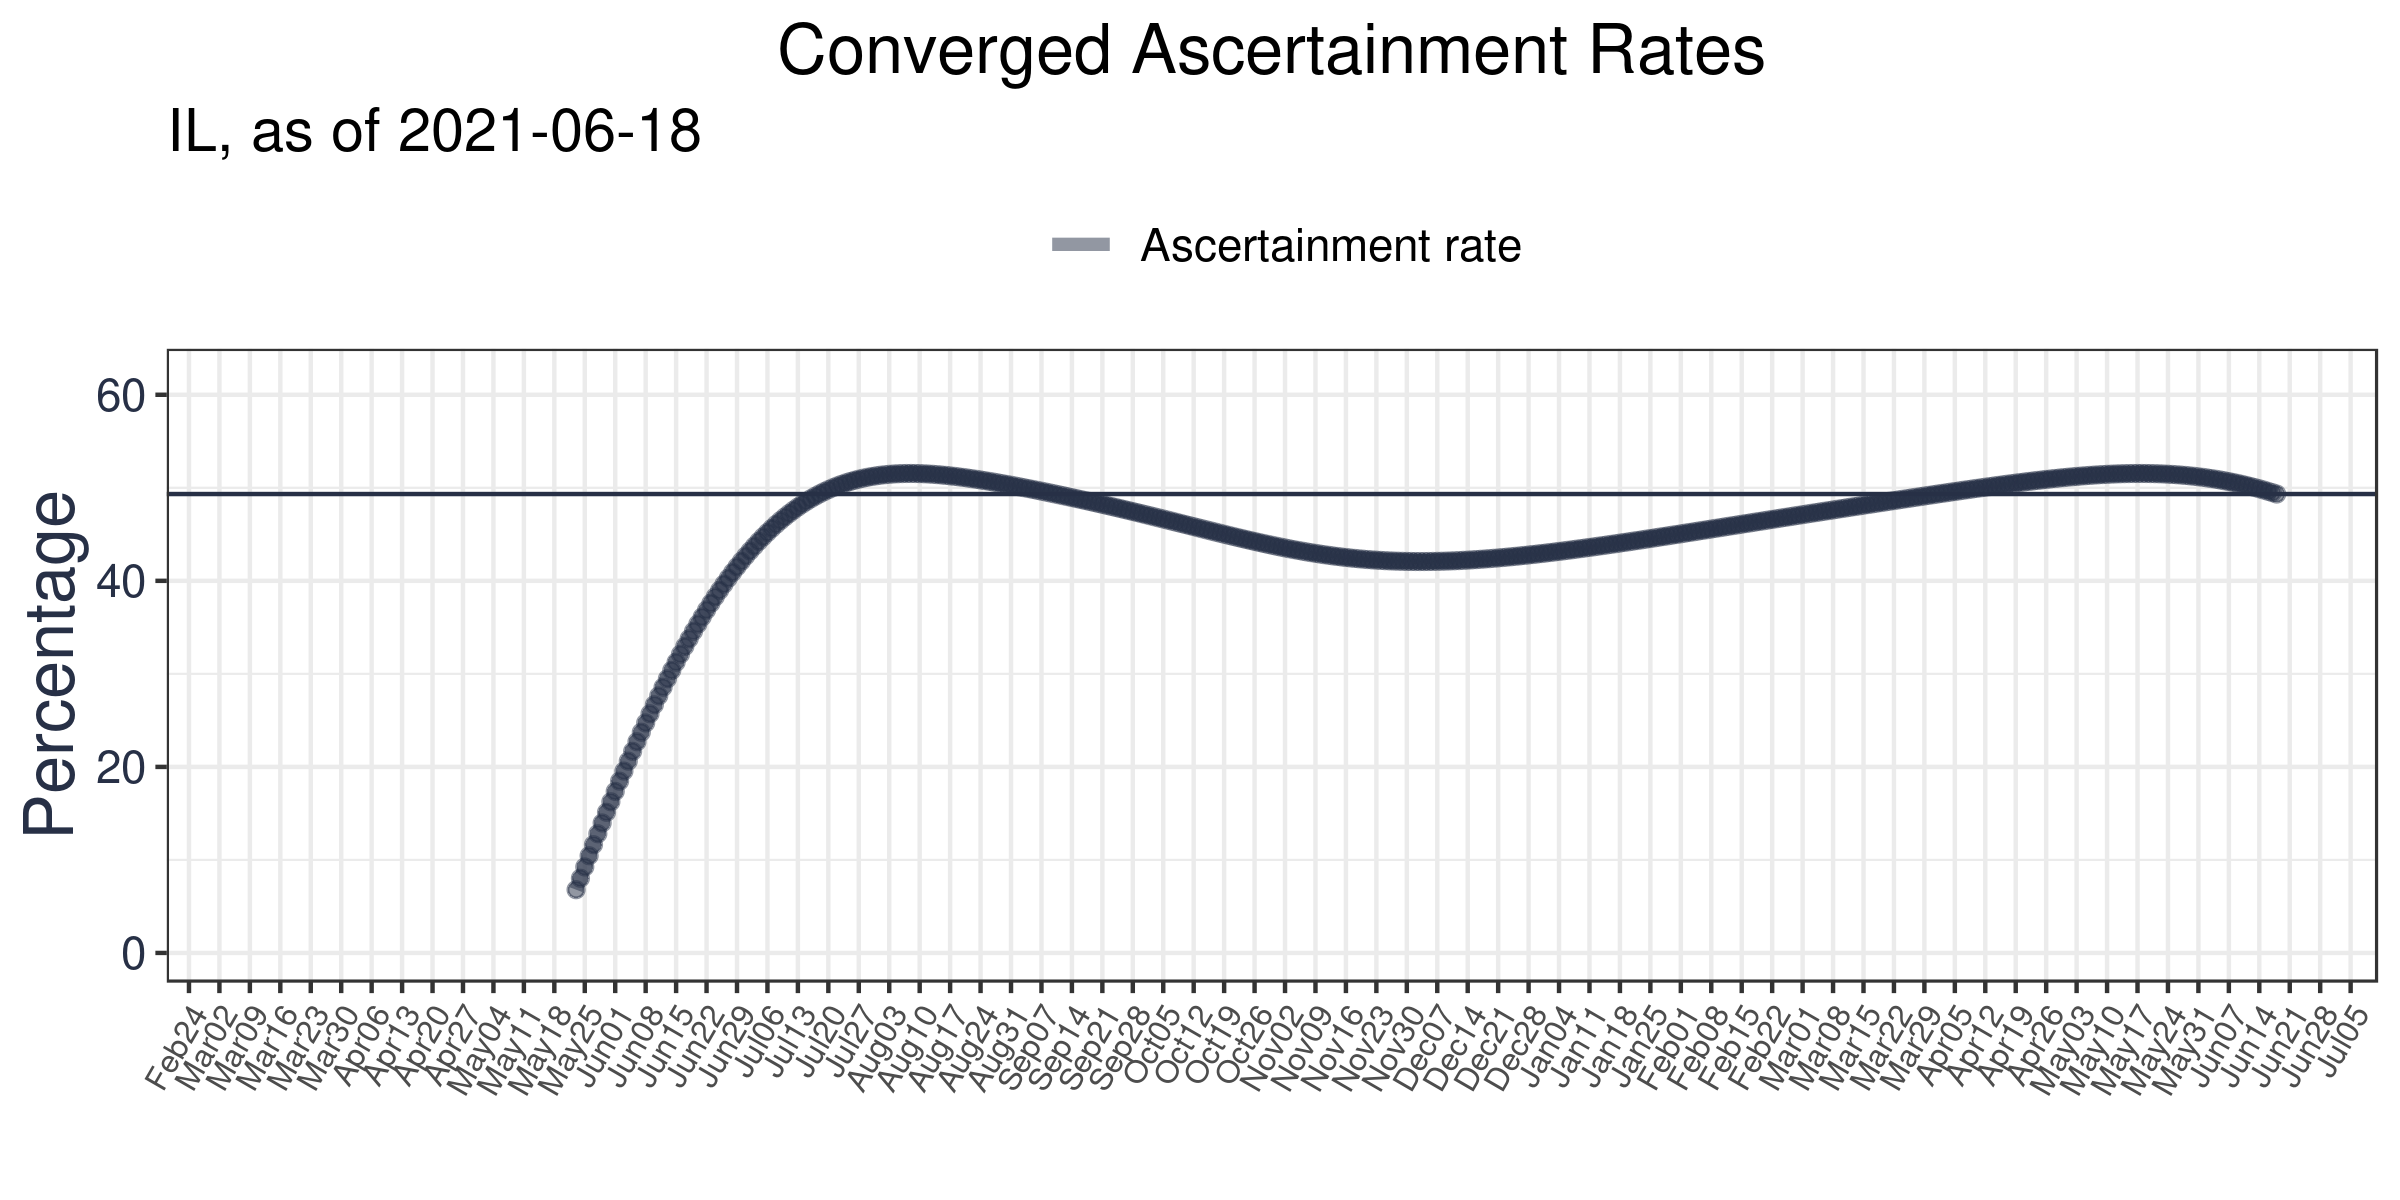 Converged Ascertainment Rates
IL, as of 2021-06-18
Ascertainment rate
Percentage
60
40
20
0
Feb24
Mar02
Mar09
Mar16
Mar23
Mar30
Apr06
Apr13
Apr20
Apr27
May04
May11
May18
May25
Jun01
Jun08
Jun15
Jun22
Jun29
Jul06
Jul13
Jul20
Jul27
Aug03
Aug10
Aug17
Aug24
Aug31
Sep07
Sep14
Sep21
Sep28
Oct05
Oct12
Oct19
Oct26
Nov02
Nov09
Nov16
Nov23
Nov30
Dec07
Dec14
Dec21
Dec28
Jan04
Jan11
Jan18
Jan25
Feb01
Feb08
Feb15
Feb22
Mar01
Mar08
Mar15
Mar22
Mar29
Apr05
Apr12
Apr19
Apr26
May03
May10
May17
May24
May31
Jun07
Jun14
Jun21
Jun28
Jul05